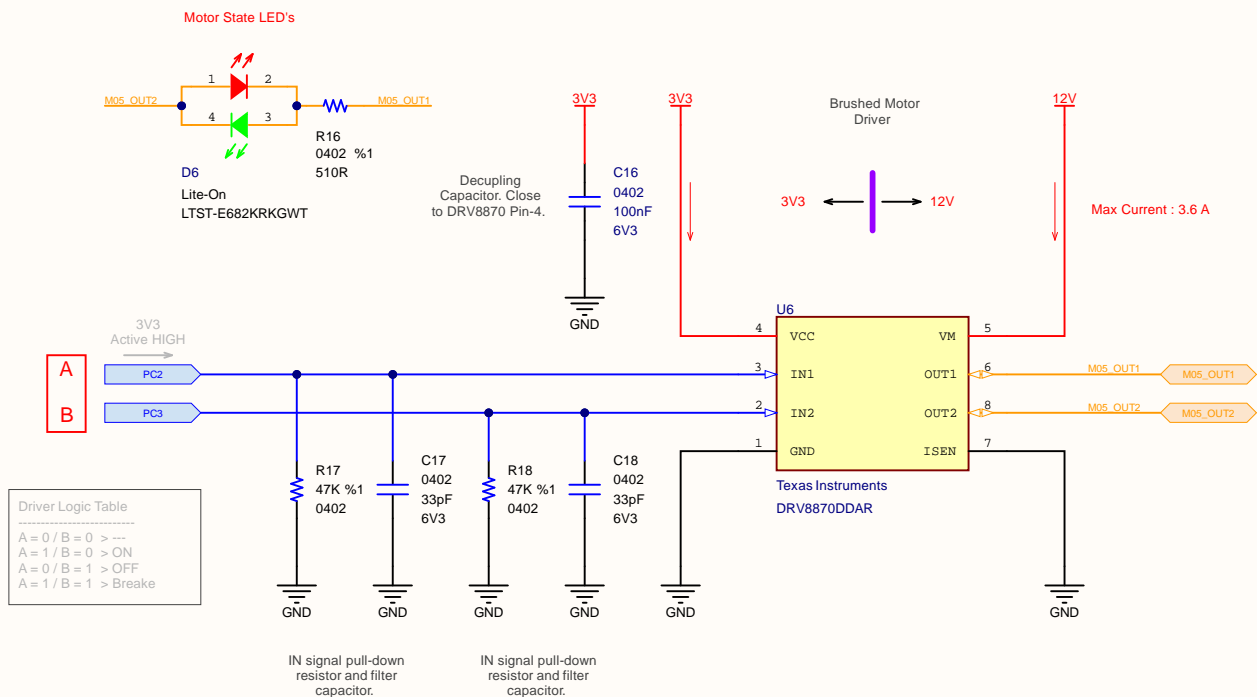 Motor State LED's
1
2
M05_OUT2
M05_OUT1
4
3
R16
0402 %1
510R
D6
Lite-On
LTST-E682KRKGWT
3V3
Decupling
Capacitor. Close
to DRV8870 Pin-4.
C16
0402
100nF
6V3
GND
3V3
Brushed Motor
Driver
3V3
12V
12V
Max Current : 3.6 A
3V3
Active HIGH
A
B
PC2
PC3
U6
4
VCC
VM
5
3
IN1
OUT1
6
2
IN2
OUT2
8
1
GND
ISEN
7
M05_OUT1
M05_OUT1
M05_OUT2
M05_OUT2
Texas Instruments
DRV8870DDAR
R17
47K %1
0402
C17
0402
33pF
6V3
R18
47K %1
0402
C18
0402
33pF
6V3
GND
GND
GND
GND
GND
GND
Driver Logic Table
--------------------------
A = 0 / B = 0 > ---
A = 1 / B = 0 > ON
A = 0 / B = 1 > OFF
A = 1 / B = 1 > Breake
IN signal pull-down
resistor and filter
capacitor.
IN signal pull-down
resistor and filter
capacitor.